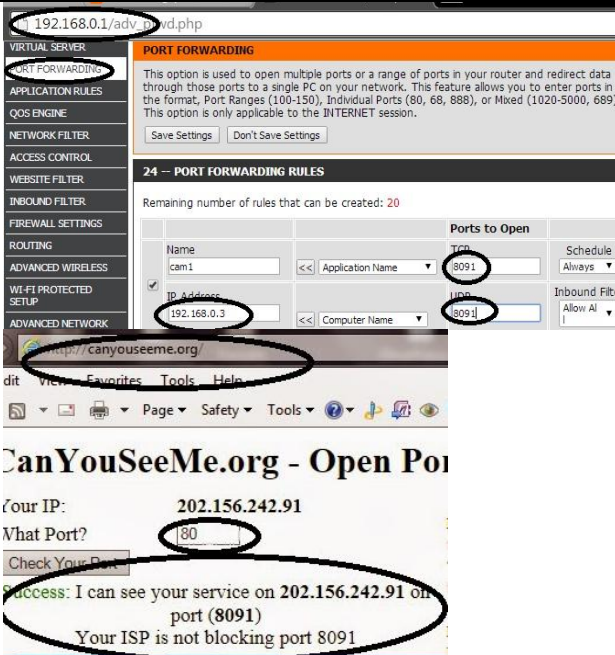 192.168.0.1/adv_p vd.php
VIRTUAL SERVER
PORT FORWARDING
APPLICATION RULES
QOS ENGINE
NETWORK FILTER
ACCESS CONTROL
WEBSITE FILTER
INBOUND FILTER
FIREWALL SETTINGS
ROUTING
ADVANCED WIRELESS
WI-FI PROTECTED
SETUP
ADVANCED NETWORK
PORT FORWARDING
This option is used to open multiple ports or a range of ports in your router and redirect data
through those ports to a single PC on your network. This feature allows you to enter ports in
the format, Port Ranges (100-150), Individual Ports (80, 68, 888), or Mixed (1020-5000, 689)
This option is only applicable to the INTERNET session.
Save Settings Don't Save Settings
24 -- PORT FORWARDING RULES
Remaining number of rules that can be created: 20
Ports to Open
Name TCP Schedule
cam1 << Application Name 8091 Always
IP Address UDP Inbound Filt
192.168.0.3 << Computer Name 8091 Allow Al
l
http://canyouseeme.org/
dit View Favorites Tools Help
Page Safety Tools
CanYouSeeMe.org - Open Por
Your IP: 202.156.242.91
What Port? 80
Check Your Port
Success: I can see your service on 202.156.242.91 on
port (8091)
Your ISP is not blocking port 8091